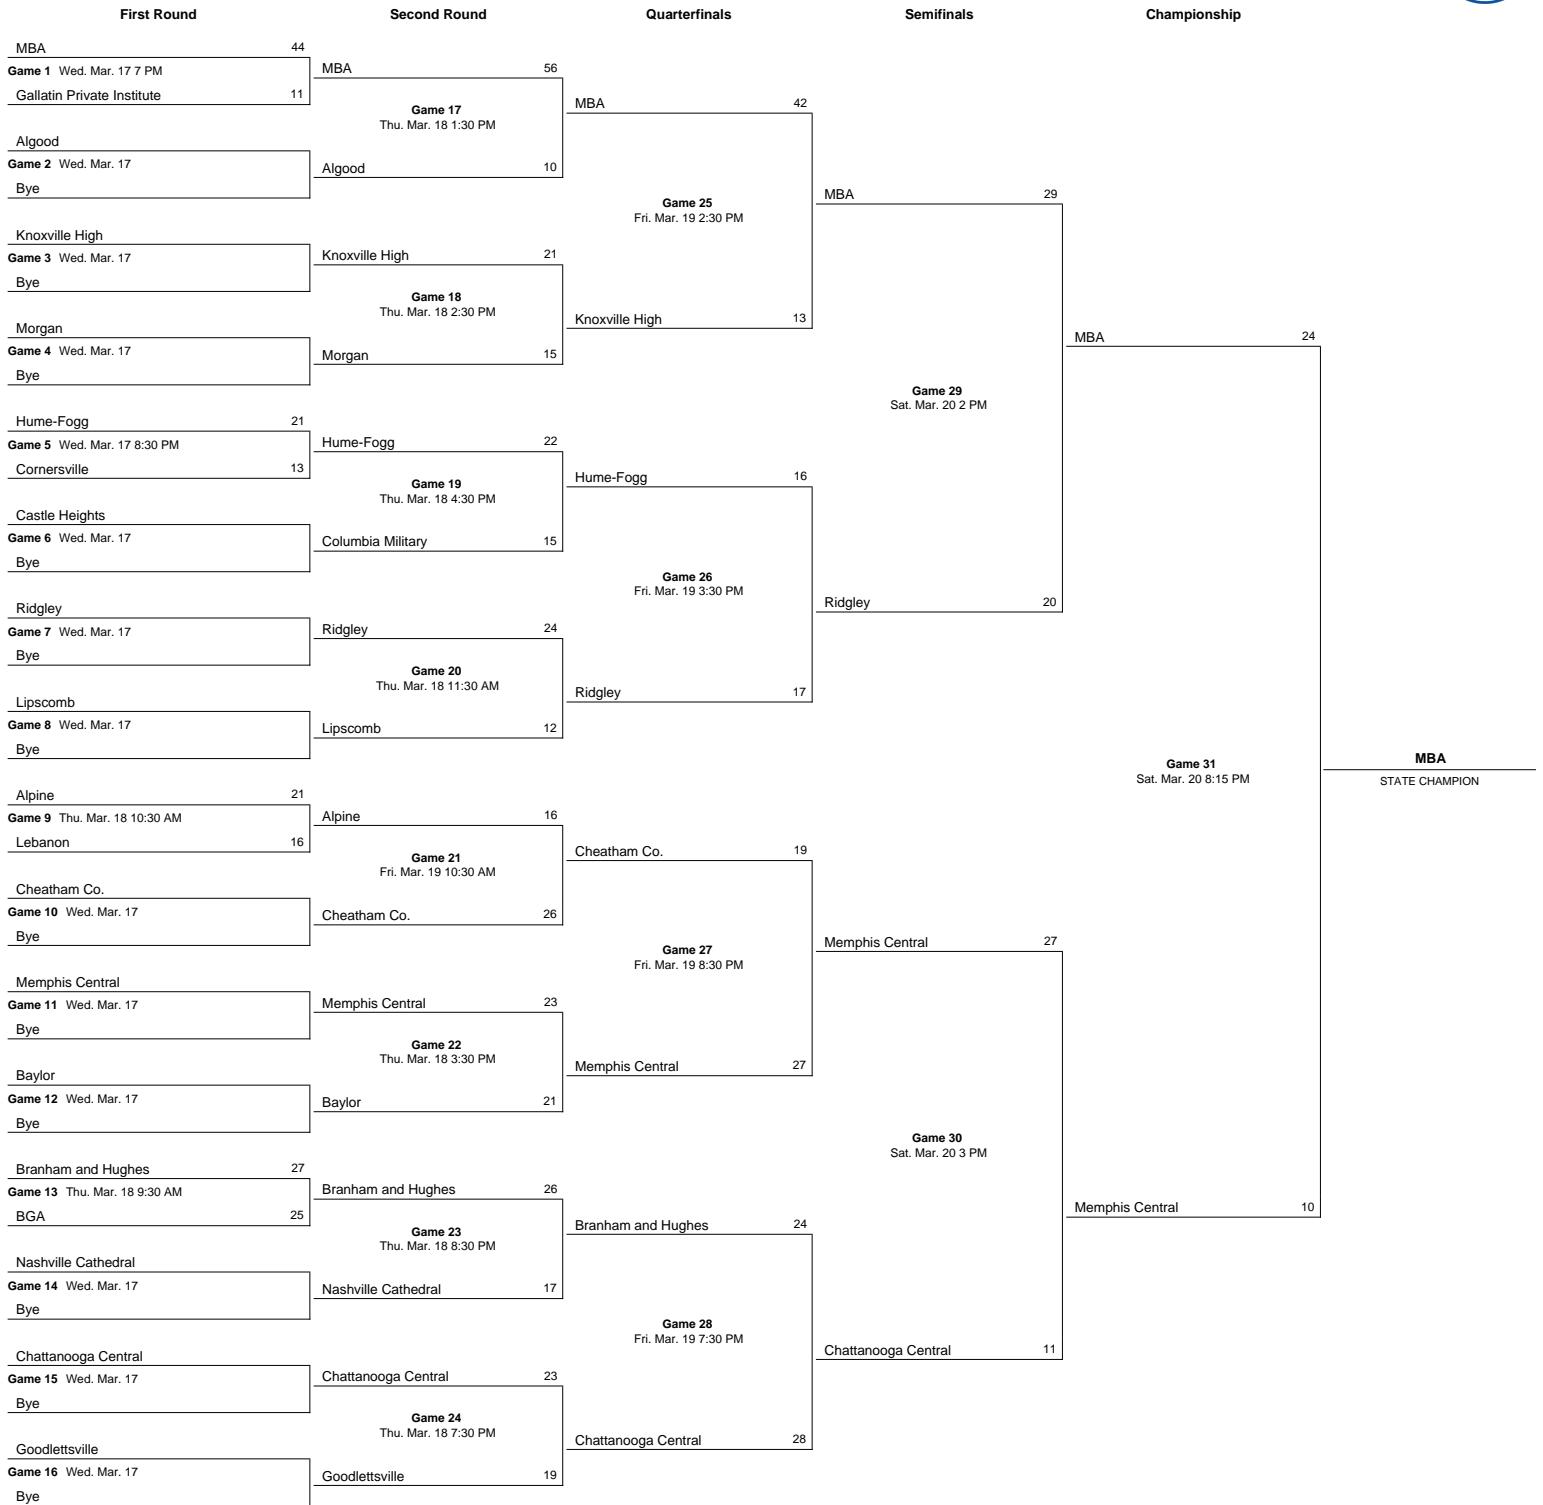 First Round
Second Round
Quarterfinals
Semifinals
Championship
MBA 44
Game 1 Wed. Mar. 17 7 PM
Gallatin Private Institute 11
Algood
Game 2 Wed. Mar. 17
Bye
Knoxville High
Game 3 Wed. Mar. 17
Bye
Morgan
Game 4 Wed. Mar. 17
Bye
Hume-Fogg 21
Game 5 Wed. Mar. 17 8:30 PM
Cornersville 13
Castle Heights
Game 6 Wed. Mar. 17
Bye
Ridgley
Game 7 Wed. Mar. 17
Bye
Lipscomb
Game 8 Wed. Mar. 17
Bye
Alpine 21
Game 9 Thu. Mar. 18 10:30 AM
Lebanon 16
Cheatham Co.
Game 10 Wed. Mar. 17
Bye
Memphis Central
Game 11 Wed. Mar. 17
Bye
Baylor
Game 12 Wed. Mar. 17
Bye
Branham and Hughes 27
Game 13 Thu. Mar. 18 9:30 AM
BGA 25
Nashville Cathedral
Game 14 Wed. Mar. 17
Bye
Chattanooga Central
Game 15 Wed. Mar. 17
Bye
Goodlettsville
Game 16 Wed. Mar. 17
Bye
MBA 56
Game 17
Thu. Mar. 18 1:30 PM
Algood 10
Knoxville High 21
Game 18
Thu. Mar. 18 2:30 PM
Morgan 15
Hume-Fogg 22
Game 19
Thu. Mar. 18 4:30 PM
Columbia Military 15
Ridgley 24
Game 20
Thu. Mar. 18 11:30 AM
Lipscomb 12
Alpine 16
Game 21
Fri. Mar. 19 10:30 AM
Cheatham Co. 26
Memphis Central 23
Game 22
Thu. Mar. 18 3:30 PM
Baylor 21
Branham and Hughes 26
Game 23
Thu. Mar. 18 8:30 PM
Nashville Cathedral 17
Chattanooga Central 23
Game 24
Thu. Mar. 18 7:30 PM
Goodlettsville 19
MBA 42
Game 25
Fri. Mar. 19 2:30 PM
Knoxville High 13
Hume-Fogg 16
Game 26
Fri. Mar. 19 3:30 PM
Ridgley 17
Cheatham Co. 19
Game 27
Fri. Mar. 19 8:30 PM
Memphis Central 27
Branham and Hughes 24
Game 28
Fri. Mar. 19 7:30 PM
Chattanooga Central 28
MBA 29
Game 29
Sat. Mar. 20 2 PM
Ridgley 20
Memphis Central 27
Game 30
Sat. Mar. 20 3 PM
Chattanooga Central 11
MBA 24
Game 31
Sat. Mar. 20 8:15 PM
Memphis Central 10
MBA
STATE CHAMPION